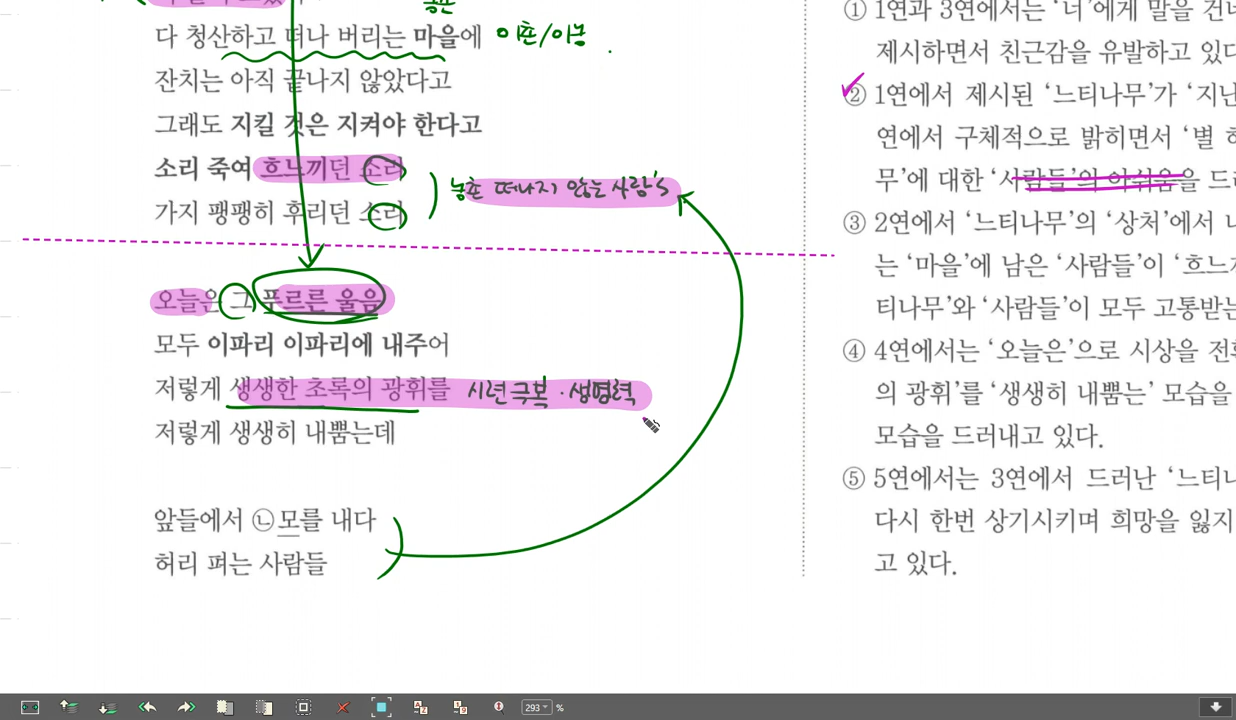 다 청산하고 떠나 버리는 마을에 이촌/이농
잔치는 아직 끝나지 않았다고
그래도 지킬 것은 지켜야 한다고
소리 죽여 흐느끼던 소리
가지 팽팽히 후리던 소리
농촌 떠나지 않는 사람's
오늘은 그 푸르른 울음
모두 이파리 이파리에 내주어
저렇게 생생한 초록의 광휘를 시련 극복·생명력
저렇게 생생히 내뿜는데
앞들에서 ㉡모를 내다
허리 펴는 사람들
① 1연과 3연에서는 ‘너’에게 말을 건네
제시하면서 친근감을 유발하고 있다
② 1연에서 제시된 ‘느티나무’가 ‘지난
연에서 구체적으로 밝히면서 ‘별 하
무’에 대한 ‘사람들’의 아쉬움을 드러
③ 2연에서 ‘느티나무’의 ‘상처’에서 나
는 ‘마을’에 남은 ‘사람들’이 ‘흐느끼
티나무’와 ‘사람들’이 모두 고통받는
④ 4연에서는 ‘오늘은’으로 시상을 전환
의 광휘’를 ‘생생히 내뿜는’ 모습을
모습을 드러내고 있다.
⑤ 5연에서는 3연에서 드러난 ‘느티나
다시 한번 상기시키며 희망을 잃지
고 있다.
293 %